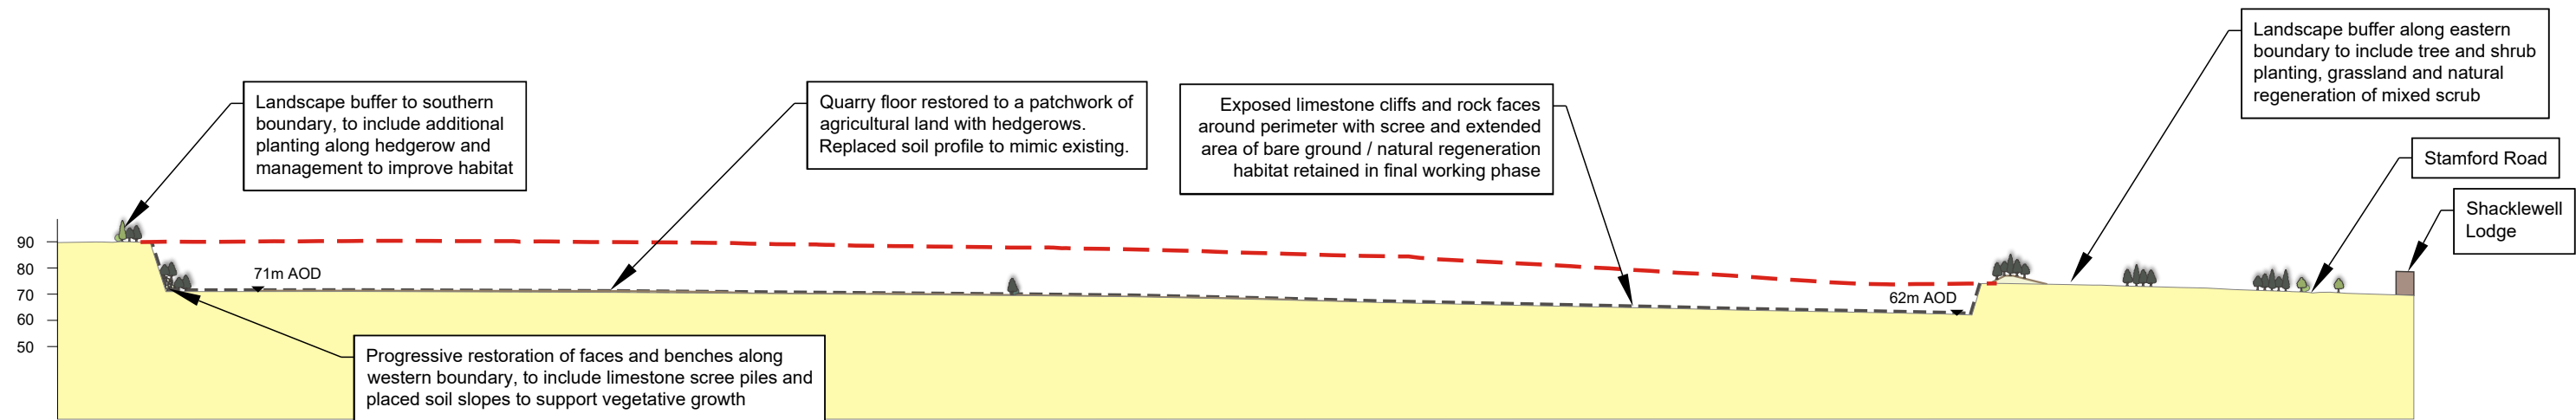 Landscape buffer to southern
boundary, to include additional
planting along hedgerow and
management to improve habitat
Quarry floor restored to a patchwork of
agricultural land with hedgerows.
Replaced soil profile to mimic existing.
Exposed limestone cliffs and rock faces
around perimeter with scree and extended
area of bare ground / natural regeneration
habitat retained in final working phase
Landscape buffer along eastern
boundary to include tree and shrub
planting, grassland and natural
regeneration of mixed scrub
Stamford Road
Shacklewell
Lodge
90
80
70
60
50
71m AOD
62m AOD
Progressive restoration of faces and benches along
western boundary, to include limestone scree piles and
placed soil slopes to support vegetative growth